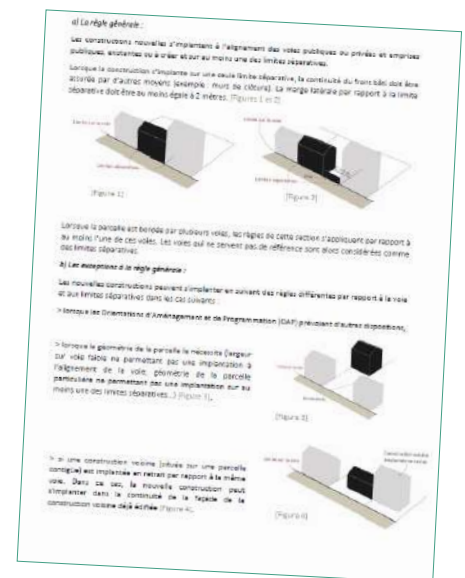 a) La règle générale :
Les constructions nouvelles s'implantent à l'alignement des voies publiques ou privées et emprises
publiques, existantes ou à créer et sur au moins une des limites séparatives.
Lorsque la construction s'implante sur une seule limite séparative, la continuité du front bâti doit être
assurée par d'autres moyens (exemple : murs de clôture). La marge latérale par rapport à la limite
séparative doit être au moins égale à 2 mètres. (Figures 1 et 2)
(Figure 1)
(Figure 2)
Lorsque la parcelle est bordée par plusieurs voies, les règles de cette section s'appliquent par rapport à
au moins l'une de ces voies. Les voies qui ne servent pas de référence sont alors considérées comme
des limites séparatives.
b) Les exceptions à la règle générale :
Les nouvelles constructions peuvent s'implanter en suivant des règles différentes par rapport à la voie
et aux limites séparatives dans les cas suivants :
> lorsque les Orientations d'Aménagement et de Programmation (OAP) prévoient d'autres dispositions,
> lorsque la géométrie de la parcelle le nécessite (largeur
sur voie faible ne permettant pas une implantation à
l'alignement de la voie, géométrie de la parcelle
particulière ne permettant pas une implantation sur au
moins une des limites séparatives...) (Figure 3),
(Figure 3)
> si une construction voisine (située sur une parcelle
contigüe) est implantée en retrait par rapport à la même
voie. Dans ce cas, la nouvelle construction peut
s'implanter dans la continuité de la façade de la
construction voisine déjà édifiée (Figure 4).
(Figure 4)